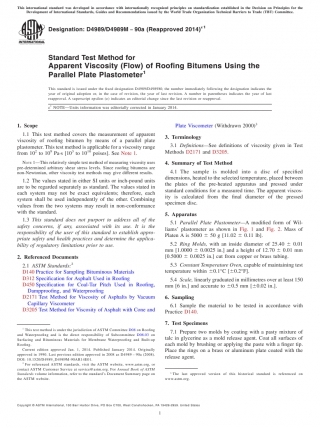 This international standard was developed in accordance with internationally recognized principles on standardization established in the Decision on Principles for the
Development of International Standards, Guides and Recommendations issued by the World Trade Organization Technical Barriers to Trade (TBT) Committee.
Designation: D4989/D4989M − 90a (Reapproved 2014)ε1
Standard Test Method for
Apparent Viscosity (Flow) of Roofing Bitumens Using the
Parallel Plate Plastometer1
This standard is issued under the fixed designation D4989/D4989M; the number immediately following the designation indicates the
year of original adoption or, in the case of revision, the year of last revision. A number in parentheses indicates the year of last
reapproval. A superscript epsilon (ε) indicates an editorial change since the last revision or reapproval.
ε1 NOTE—Units information was editorially corrected in January 2014.
1. Scope
1.1 This test method covers the measurement of apparent
viscosity of roofing bitumens by means of a parallel plate
plastometer. This test method is applicable for a viscosity range
from
See Note 1.
NOTE 1—The relatively simple test method of measuring viscosity uses
pre-determined arbitrary shear stress levels. Since roofing bitumens are
non-Newtonian, other viscosity test methods may give different results.
1.2 The values stated in either SI units or inch-pound units
are to be regarded separately as standard. The values stated in
each system may not be exact equivalents; therefore, each
system shall be used independently of the other. Combining
values from the two systems may result in non-conformance
with the standard.
1.3 This standard does not purport to address all of the
safety concerns, if any, associated with its use. It is the
responsibility of the user of this standard to establish appro-
priate safety and health practices and determine the applica-
bility of regulatory limitations prior to use.
2. Referenced Documents
2.1 ASTM Standards:2
D140 Practice for Sampling Bituminous Materials
D312 Specification for Asphalt Used in Roofing
D450 Specification for Coal-Tar Pitch Used in Roofing,
Dampproofing, and Waterproofing
D2171 Test Method for Viscosity of Asphalts by Vacuum
Capillary Viscometer
D3205 Test Method for Viscosity of Asphalt with Cone and
1 This test method is under the jurisdiction of ASTM Committee D08 on Roofing
and Waterproofing and is the direct responsibility of Subcommittee
Surfacing and Bituminous Materials for Membrane Waterproofing and Built-up
Roofing.
Current edition approved Jan. 1, 2014. Published January 2014. Originally
approved in 1990. Last previous edition approved in 2008 as D4989 – 90a (2008).
2 For referenced ASTM standards, visit the ASTM website, www.astm.org, or
contact ASTM Customer Service at service@astm.org. For Annual Book of ASTM
Standards volume information, refer to the standard's Document Summary page on
the ASTM website.
Plate Viscometer (Withdrawn 2000)3
3. Terminology
3.1 Definitions—See definitions of viscosity given in Test
Methods D2171 and D3205.
4. Summary of Test Method
4.1 The sample is molded into a disc of specified
dimensions, heated to the selected temperature, placed between
the plates of the pre-heated apparatus and pressed under
standard conditions for a measured time. The apparent viscos-
ity is calculated from the final diameter of the pressed
specimen disc.
5. Apparatus
5.1 Parallel Plate Plastometer—A modified form of Wil-
liams' plastometer as shown in Fig. 1 and Fig. 2. Mass of
Platen A is 5000 ± 50 g [11.02 ± 0.11 lb].
5.2 Ring Molds, with an inside diameter of 25.40 ± 0.01
mm [1.0000 ± 0.0025 in.] and a height of 12.70 ± 0.01 mm
[0.5000 ± 0.0025 in.] cut from copper or brass tubing.
5.3 Constant Temperature Oven, capable of maintaining test
temperature within ±0.1°C [±0.2°F].
5.4 Scale, linearly graduated in millimeters over at least 150
mm [6 in.] and accurate to ±0.5 mm [±0.02 in.].
6. Sampling
6.1 Sample the material to be tested in accordance with
Practice D140.
7. Test Specimens
7.1 Prepare two molds by coating with a pasty mixture of
talc in glycerine as a mold release agent. Coat all surfaces of
each mold by brushing or applying the paste with a finger tip.
Place the rings on a brass or aluminum plate coated with the
release agent.
3 The last approved version of this historical standard is referenced on
www.astm.org.
Copyright © ASTM International, 100 Barr Harbor Drive, PO Box C700, West Conshohocken, PA 19428-2959. United States
1